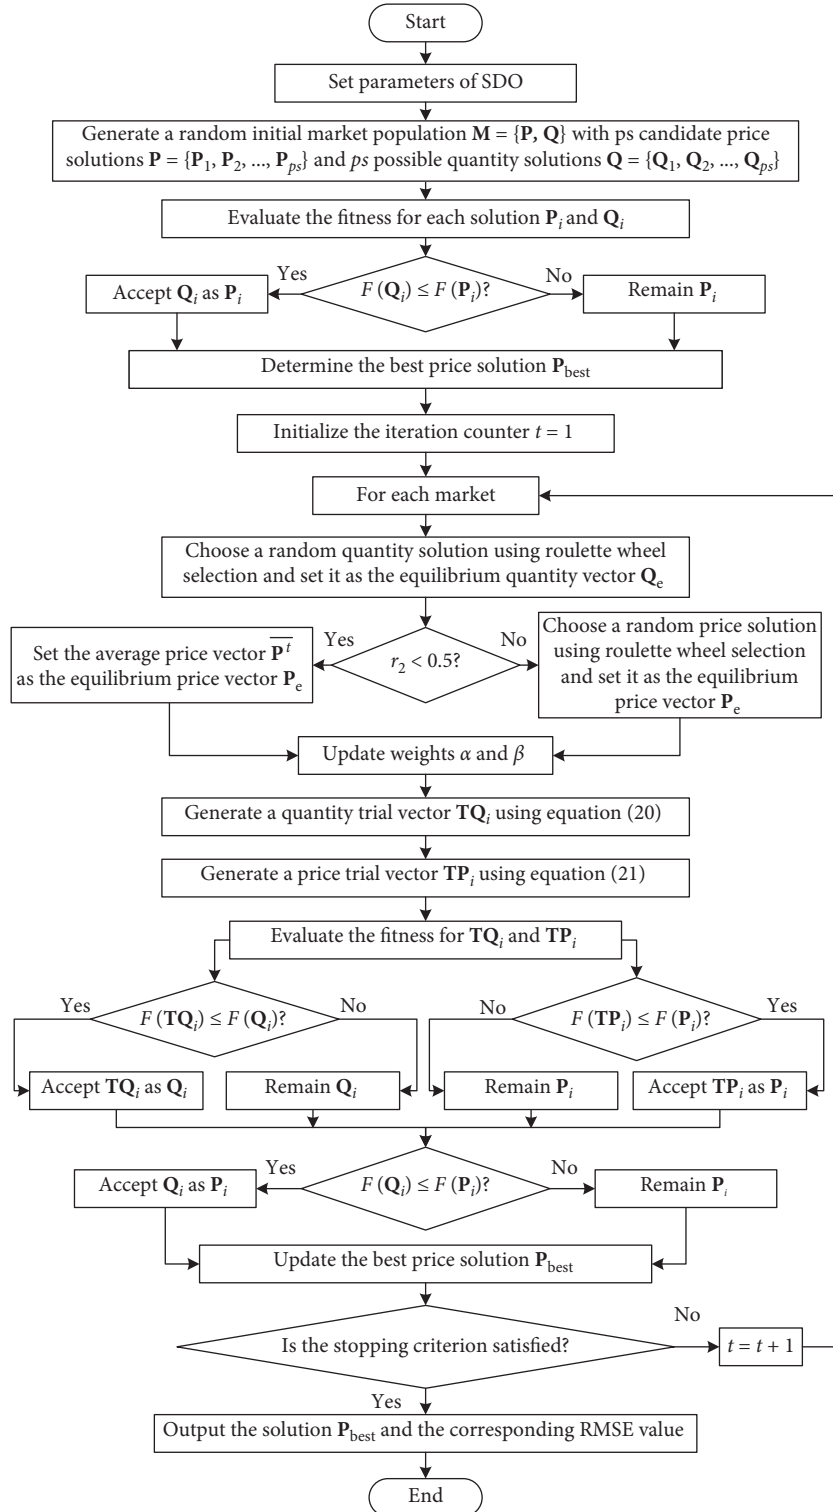 Start
Set parameters of SDO
Generate a random initial market population M = {P, Q} with ps candidate price
solutions P = {P₁, P₂, ..., Pₚₛ} and ps possible quantity solutions Q = {Q₁, Q₂, ..., Qₚₛ}
Evaluate the fitness for each solution Pᵢ and Qᵢ
Yes
No
Accept Qᵢ as Pᵢ
F (Qᵢ) ≤ F (Pᵢ)?
Remain Pᵢ
Determine the best price solution P_best
Initialize the iteration counter t = 1
For each market
Choose a random quantity solution using roulette wheel
selection and set it as the equilibrium quantity vector Qₑ
Set the average price vector P̅ᵗ
as the equilibrium price vector Pₑ
Yes
r₂ < 0.5?
No
Choose a random price solution
using roulette wheel selection
and set it as the equilibrium
price vector Pₑ
Update weights α and β
Generate a quantity trial vector TQᵢ using equation (20)
Generate a price trial vector TPᵢ using equation (21)
Evaluate the fitness for TQᵢ and TPᵢ
Yes
F (TQᵢ) ≤ F (Qᵢ)?
No
No
F (TPᵢ) ≤ F (Pᵢ)?
Yes
Accept TQᵢ as Qᵢ
Remain Qᵢ
Remain Pᵢ
Accept TPᵢ as Pᵢ
Accept Qᵢ as Pᵢ
Yes
F (Qᵢ) ≤ F (Pᵢ)?
No
Remain Pᵢ
Update the best price solution P_best
Is the stopping criterion satisfied?
No
t = t + 1
Yes
Output the solution P_best and the corresponding RMSE value
End